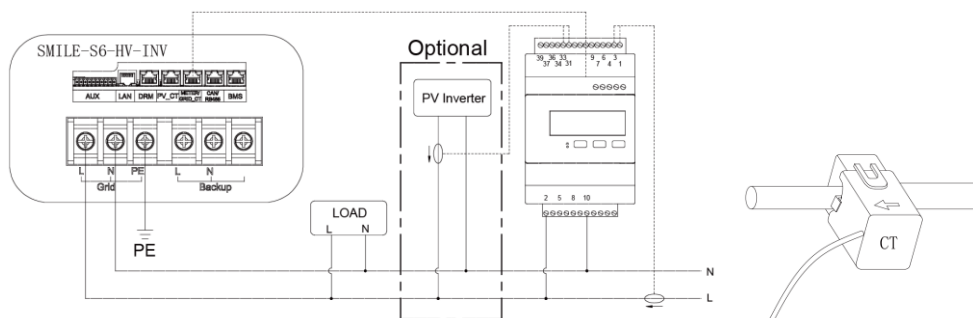 SMILE-S6-HV-INV
AUX LAN DRM PV_CT METER/GRID_CT CAN/RS485 BMS
L N PE L N
Grid Backup
PE
LOAD
L N
Optional
PV Inverter
39 36 33 9 6 3
37 34 31 7 4 1
2 5 8 10
N
L
CT